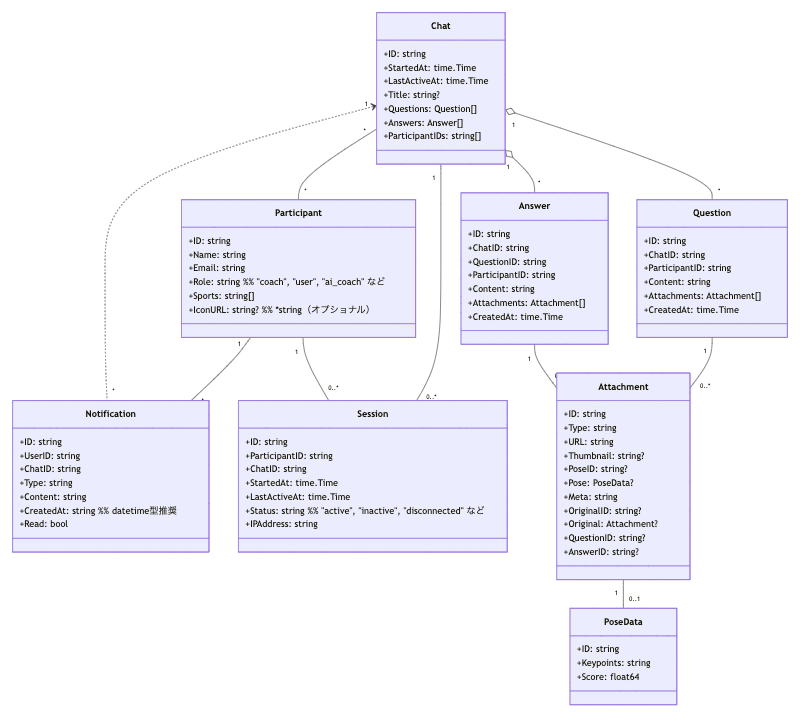 Chat
+ID: string
+StartedAt: time.Time
+LastActiveAt: time.Time
+Title: string?
+Questions: Question[]
+Answers: Answer[]
+ParticipantIDs: string[]
1
*
1
1
1
*
*
*
Participant
+ID: string
+Name: string
+Email: string
+Role: string %% "coach", "user", "ai_coach" など
+Sports: string[]
+IconURL: string? %% *string（オプショナル）
Answer
+ID: string
+ChatID: string
+QuestionID: string
+ParticipantID: string
+Content: string
+Attachments: Attachment[]
+CreatedAt: time.Time
Question
+ID: string
+ChatID: string
+ParticipantID: string
+Content: string
+Attachments: Attachment[]
+CreatedAt: time.Time
1
1
1
1
*
*
0..*
0..*
0..*
Notification
+ID: string
+UserID: string
+ChatID: string
+Type: string
+Content: string
+CreatedAt: string %% datetime型推奨
+Read: bool
Session
+ID: string
+ParticipantID: string
+ChatID: string
+StartedAt: time.Time
+LastActiveAt: time.Time
+Status: string %% "active", "inactive", "disconnected" など
+IPAddress: string
Attachment
+ID: string
+Type: string
+URL: string
+Thumbnail: string?
+PoseID: string?
+Pose: PoseData?
+Meta: string
+OriginalID: string?
+Original: Attachment?
+QuestionID: string?
+AnswerID: string?
1
0..1
PoseData
+ID: string
+Keypoints: string
+Score: float64